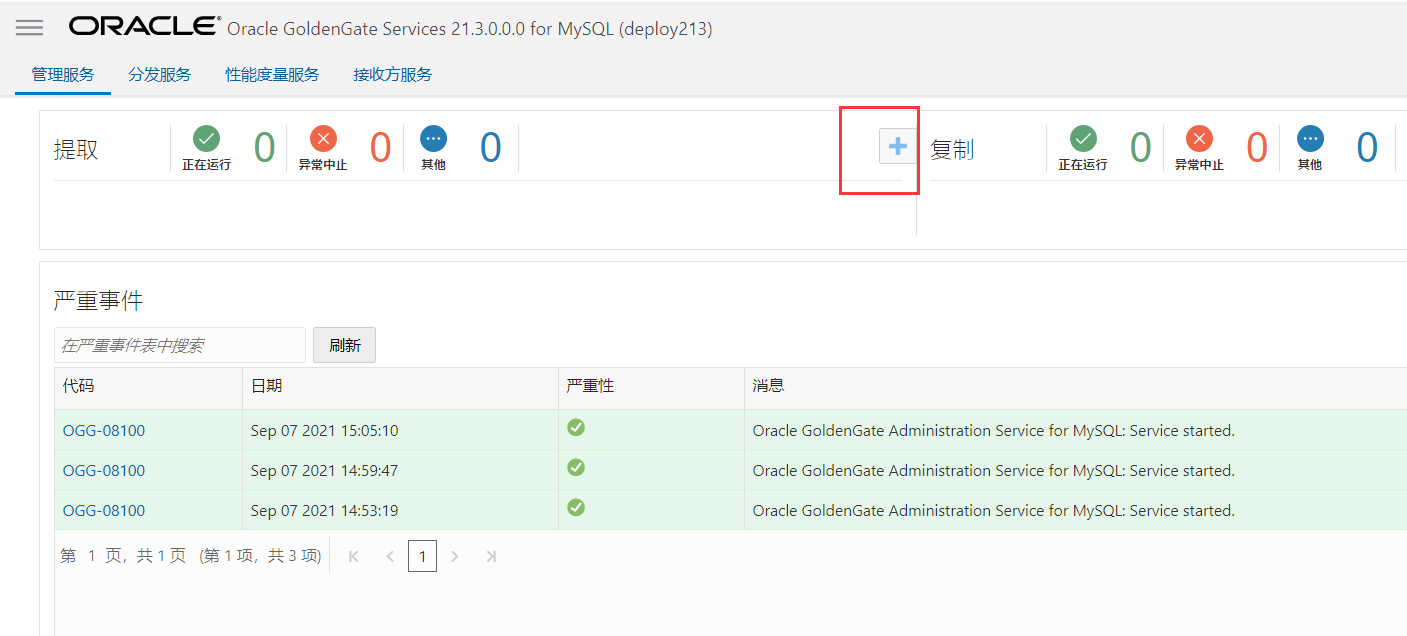 ORACLE® Oracle GoldenGate Services 21.3.0.0.0 for MySQL (deploy213)
管理服务 分发服务 性能度量服务 接收方服务
提取 正在运行 0 异常中止 0 其他 0 复制 正在运行 0 异常中止 0 其他 0
严重事件
在严重事件表中搜索 刷新
代码 日期 严重性 消息
OGG-08100 Sep 07 2021 15:05:10 Oracle GoldenGate Administration Service for MySQL: Service started.
OGG-08100 Sep 07 2021 14:59:47 Oracle GoldenGate Administration Service for MySQL: Service started.
OGG-08100 Sep 07 2021 14:53:19 Oracle GoldenGate Administration Service for MySQL: Service started.
第 1 页, 共 1 页 (第 1 项, 共 3 项) 1